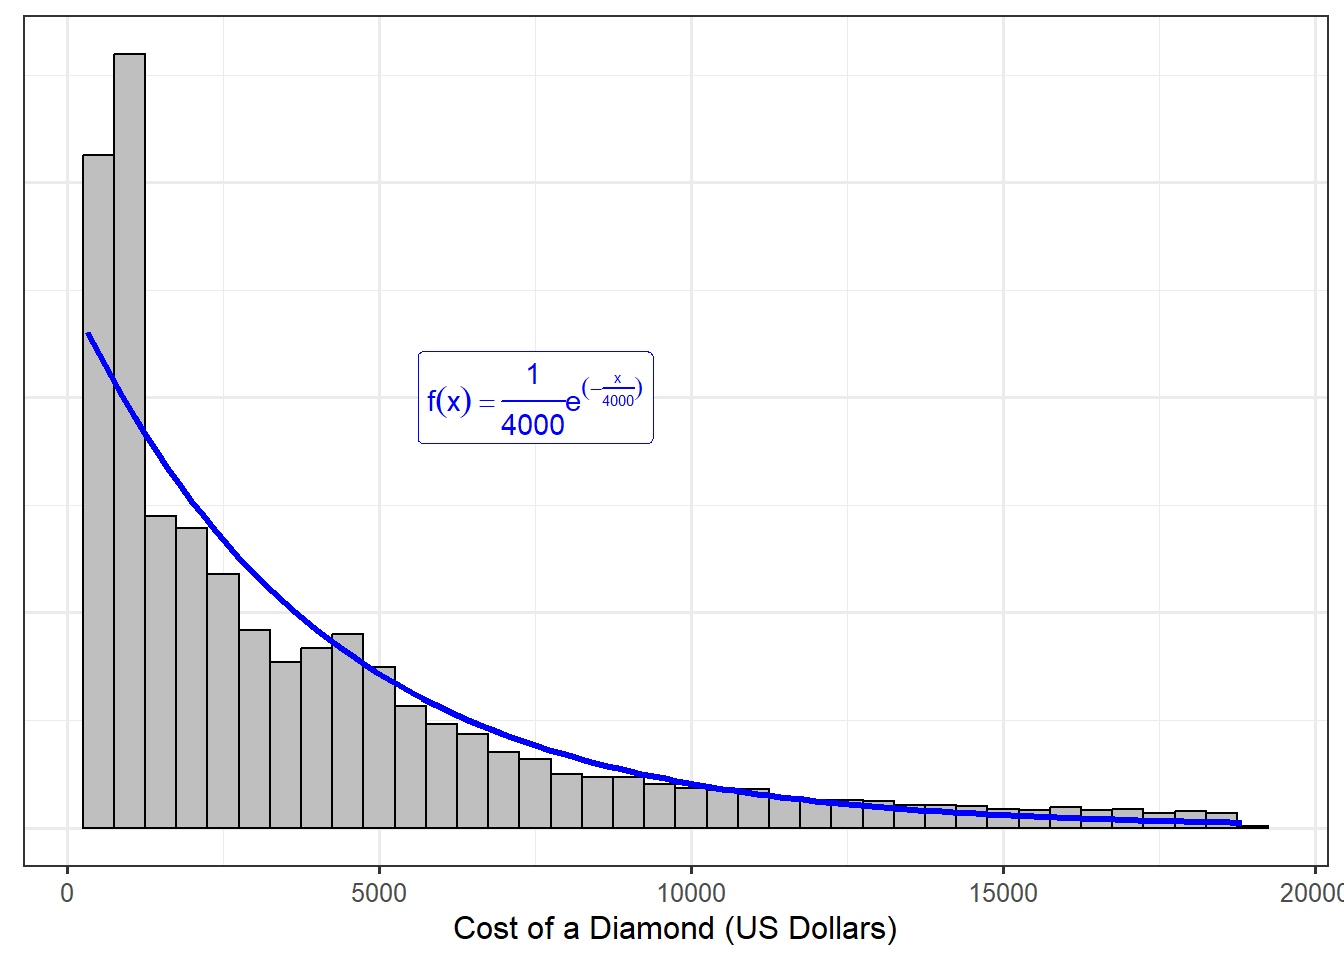 f(x) = 1/4000 e^(−x/4000)
0 5000 10000 15000 20000
Cost of a Diamond (US Dollars)